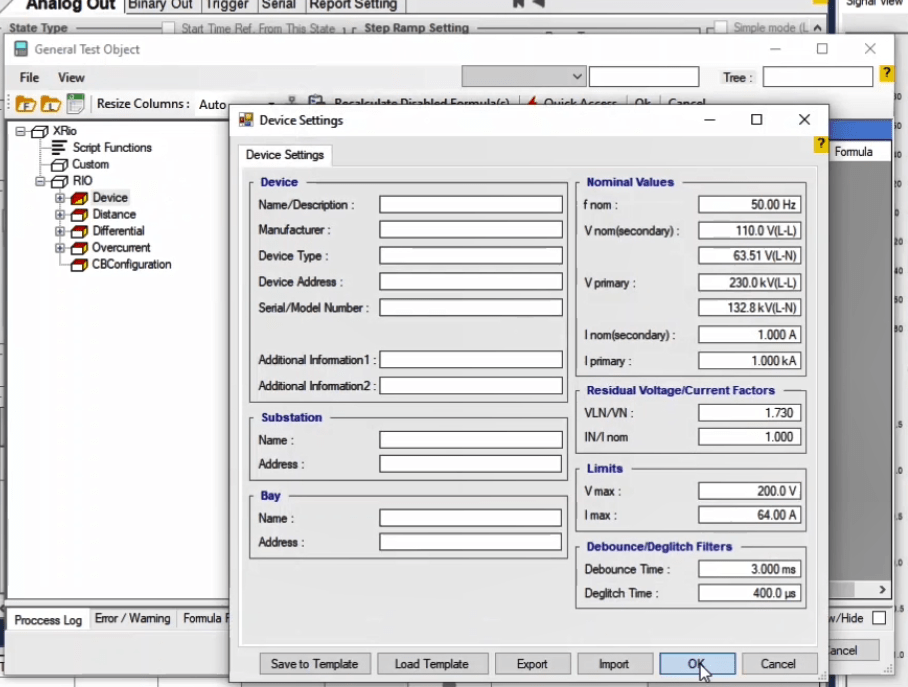 Analog Out Binary Out Trigger Serial Report Setting
Signal View
State Type Start Time Ref. From This State Step Ramp Setting Simple mode (L
General Test Object
File View Tree : ?
Resize Columns : Auto Recalculate Disabled Formula(s) Quick Access Ok Cancel
XRio
Script Functions
Custom
RIO
Device
Distance
Differential
Overcurrent
CBConfiguration
Formula
Device Settings
?
Device Settings
Device
Name/Description :
Manufacturer :
Device Type :
Device Address :
Serial/Model Number :
Additional Information1 :
Additional Information2 :
Substation
Name :
Address :
Bay
Name :
Address :
Nominal Values
f nom : 50.00 Hz
V nom(secondary) : 110.0 V(L-L)
63.51 V(L-N)
V primary : 230.0 kV(L-L)
132.8 kV(L-N)
I nom(secondary) : 1.000 A
I primary : 1.000 kA
Residual Voltage/Current Factors
VLN/VN : 1.730
IN/I nom 1.000
Limits
V max : 200.0 V
I max : 64.00 A
Debounce/Deglitch Filters
Debounce Time : 3.000 ms
Deglitch Time : 400.0 µs
Save to Template Load Template Export Import OK Cancel
Proccess Log Error / Warning Formula
w/Hide
ancel